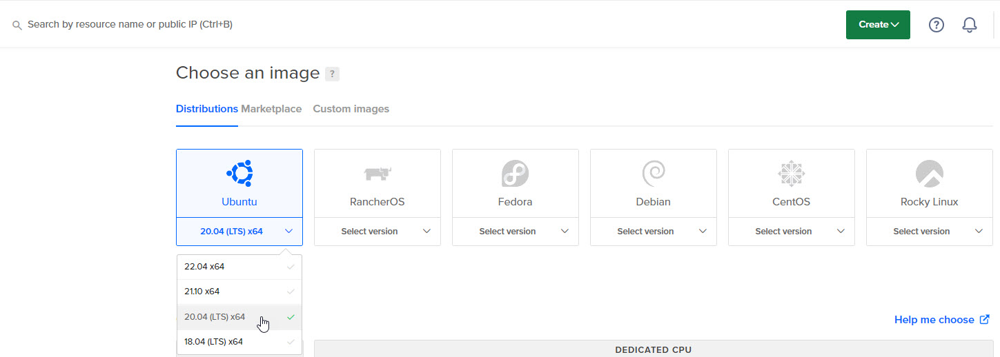 Search by resource name or public IP (Ctrl+B)
Create
?
Choose an image ?
Distributions Marketplace Custom images
Ubuntu RancherOS Fedora Debian CentOS Rocky Linux
20.04 (LTS) x64 Select version Select version Select version Select version Select version
22.04 x64
21.10 x64
20.04 (LTS) x64
Help me choose
18.04 (LTS) x64
DEDICATED CPU